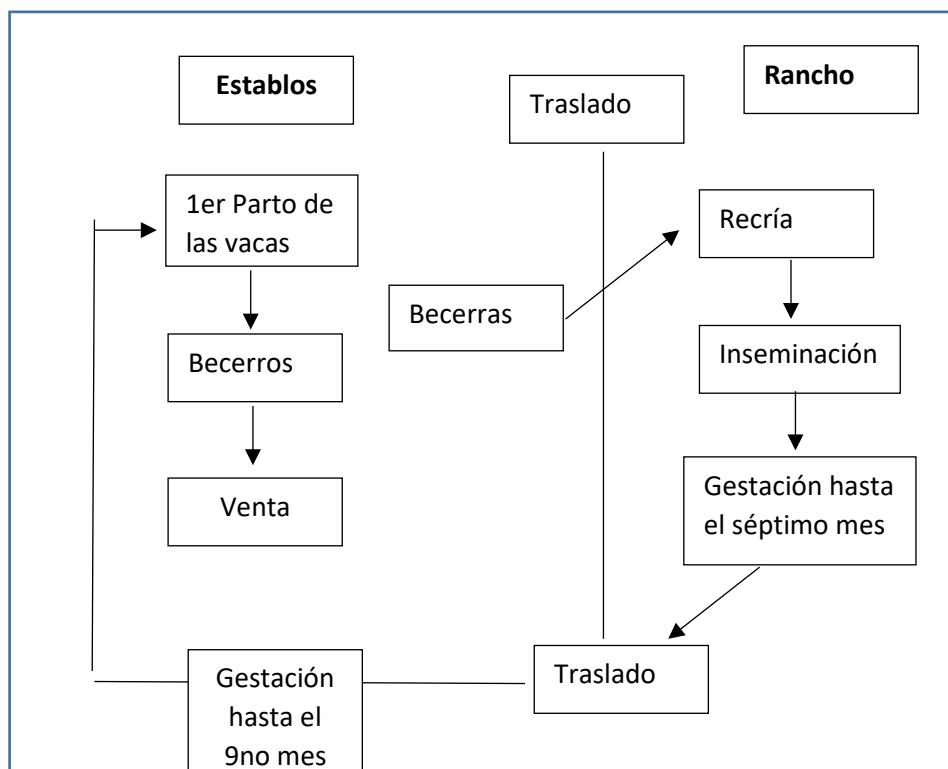 Establos
Traslado
Rancho
1er Parto de
las vacas
Recría
Becerras
Becerros
Inseminación
Venta
Gestación hasta
el séptimo mes
Traslado
Gestación
hasta el
9no mes